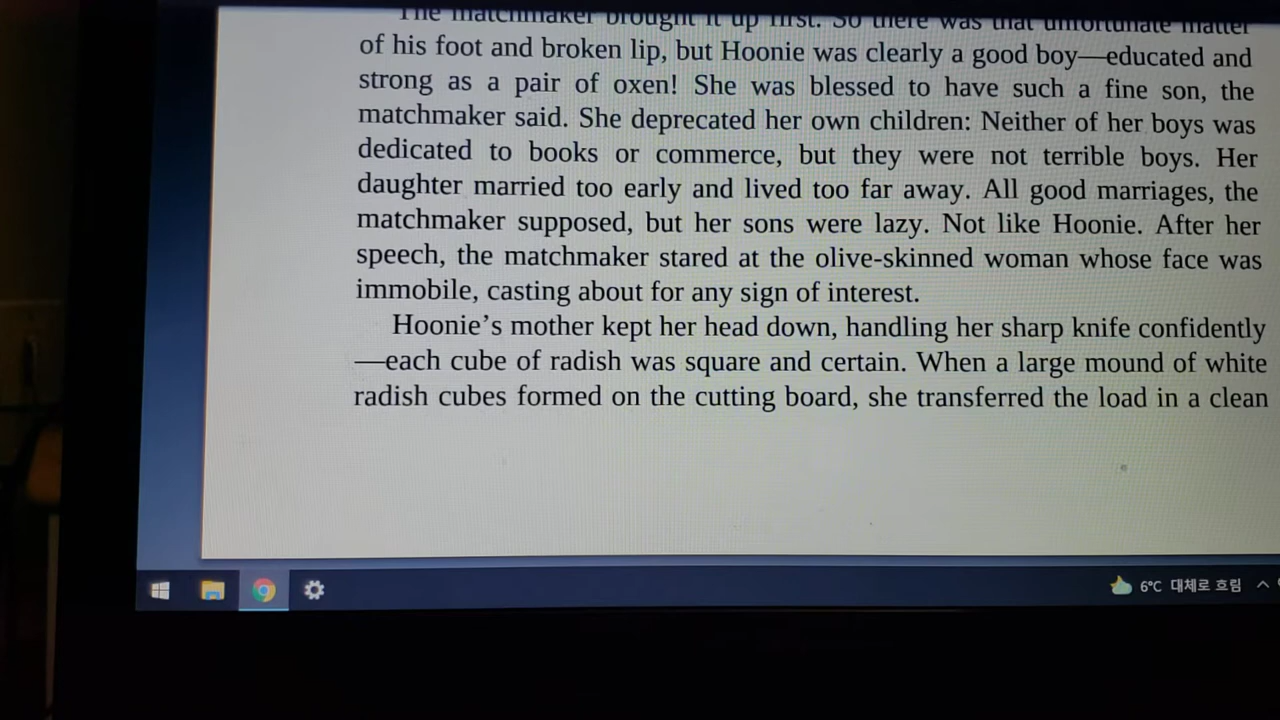 The matchmaker brought it up first. So there was that unfortunate matter
of his foot and broken lip, but Hoonie was clearly a good boy—educated and
strong as a pair of oxen! She was blessed to have such a fine son, the
matchmaker said. She deprecated her own children: Neither of her boys was
dedicated to books or commerce, but they were not terrible boys. Her
daughter married too early and lived too far away. All good marriages, the
matchmaker supposed, but her sons were lazy. Not like Hoonie. After her
speech, the matchmaker stared at the olive-skinned woman whose face was
immobile, casting about for any sign of interest.
Hoonie’s mother kept her head down, handling her sharp knife confidently
—each cube of radish was square and certain. When a large mound of white
radish cubes formed on the cutting board, she transferred the load in a clean
6°C 대체로 흐림